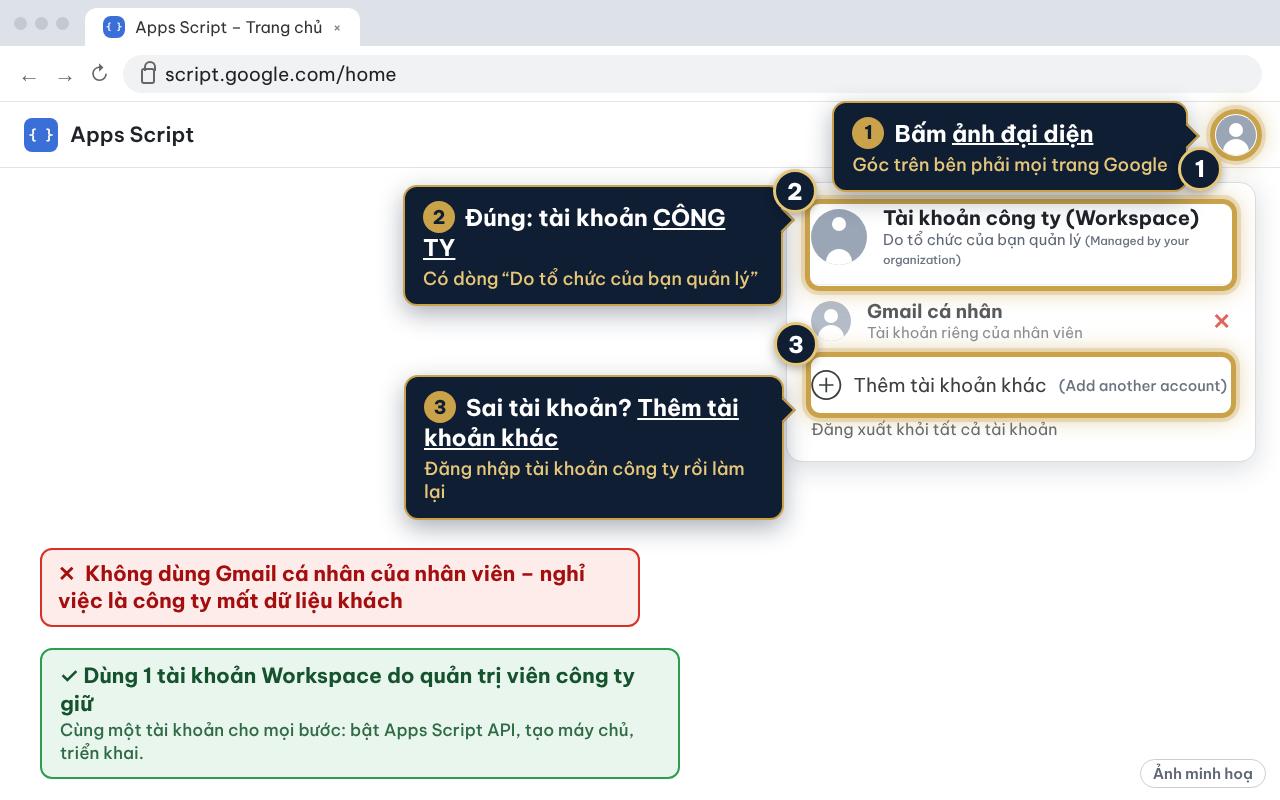 { } Apps Script – Trang chủ ×
← → script.google.com/home
{ } Apps Script
1 Bấm ảnh đại diện
Góc trên bên phải mọi trang Google
1
2
2 Đúng: tài khoản CÔNG
TY
Có dòng “Do tổ chức của bạn quản lý”
Tài khoản công ty (Workspace)
Do tổ chức của bạn quản lý (Managed by your
organization)
Gmail cá nhân
Tài khoản riêng của nhân viên
✕
3
Thêm tài khoản khác (Add another account)
Đăng xuất khỏi tất cả tài khoản
3 Sai tài khoản? Thêm tài
khoản khác
Đăng nhập tài khoản công ty rồi làm
lại
✕ Không dùng Gmail cá nhân của nhân viên – nghỉ
việc là công ty mất dữ liệu khách
✓ Dùng 1 tài khoản Workspace do quản trị viên công ty
giữ
Cùng một tài khoản cho mọi bước: bật Apps Script API, tạo máy chủ,
triển khai.
Ảnh minh hoạ